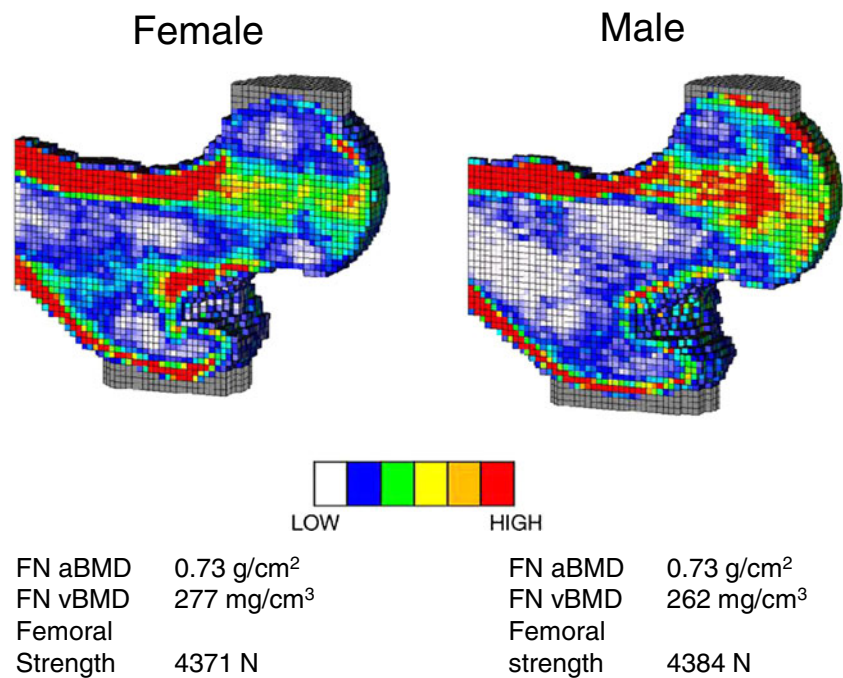 Female
Male
LOW
HIGH
FN aBMD 0.73 g/cm²
FN vBMD 277 mg/cm³
Femoral
Strength 4371 N
FN aBMD 0.73 g/cm²
FN vBMD 262 mg/cm³
Femoral
strength 4384 N